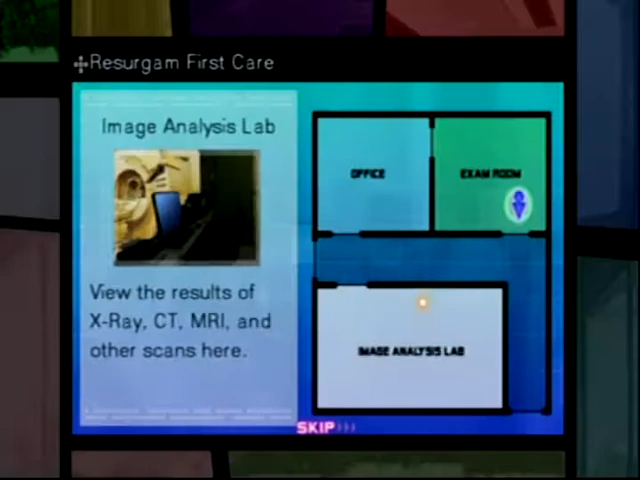 Resurgam First Care
Image Analysis Lab
View the results of
X-Ray, CT, MRI, and
other scans here.
OFFICE
EXAM ROOM
IMAGE ANALYSIS LAB
SKIP